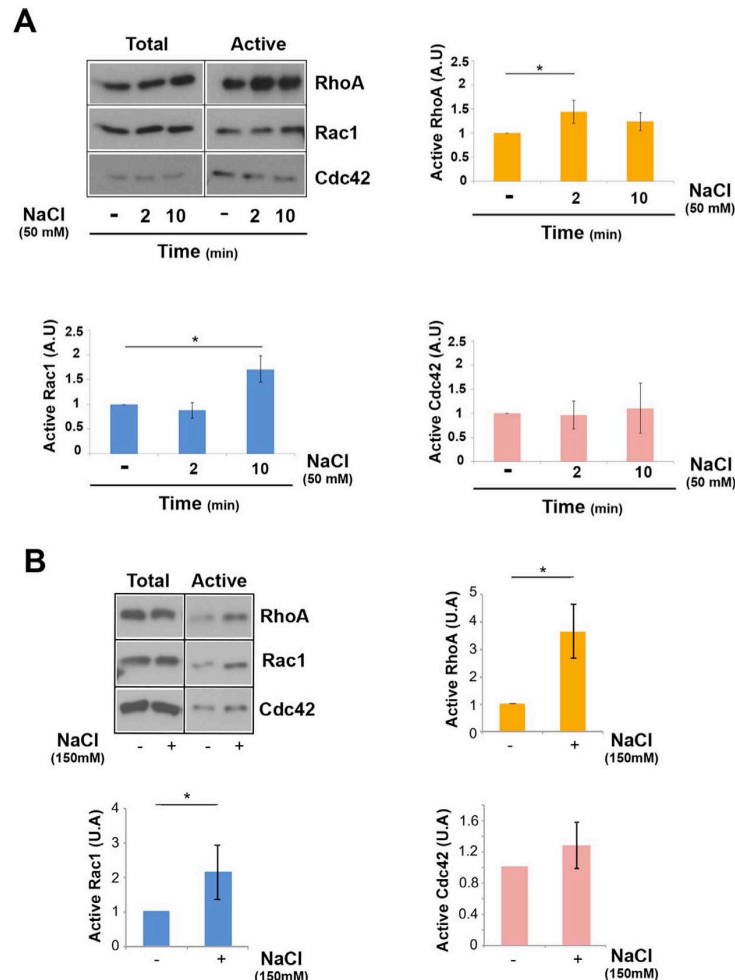 A
Total Active
RhoA
Rac1
Cdc42
NaCl - 2 10 - 2 10
(50 mM)
Time (min)
Active RhoA (A.U)
2.5
2
1.5
1
0.5
0
*
- 2 10 NaCl
(50 mM)
Time (min)
Active Rac1 (A.U)
2.5
2
1.5
1
0.5
0
*
- 2 10 NaCl
(50 mM)
Time (min)
Active Cdc42 (A.U)
2.5
2
1.5
1
0.5
0
- 2 10 NaCl
(50 mM)
Time (min)
B
Total Active
RhoA
Rac1
Cdc42
NaCl - + - +
(150mM)
Active RhoA (U.A)
5
4
3
2
1
0
*
- + NaCl
(150mM)
Active Rac1 (U.A)
4
3
2
1
0
*
- + NaCl
(150mM)
Active Cdc42 (U.A)
1.6
1.2
0.8
0.4
0
- + NaCl
(150mM)